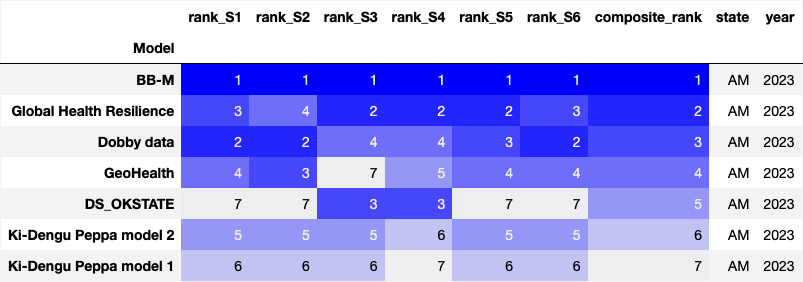 rank_S1 rank_S2 rank_S3 rank_S4 rank_S5 rank_S6 composite_rank state year
Model
BB-M 1 1 1 1 1 1 1 AM 2023
Global Health Resilience 3 4 2 2 2 3 2 AM 2023
Dobby data 2 2 4 4 3 2 3 AM 2023
GeoHealth 4 3 7 5 4 4 4 AM 2023
DS_OKSTATE 7 7 3 3 7 7 5 AM 2023
Ki-Dengu Peppa model 2 5 5 5 6 5 5 6 AM 2023
Ki-Dengu Peppa model 1 6 6 6 7 6 6 7 AM 2023